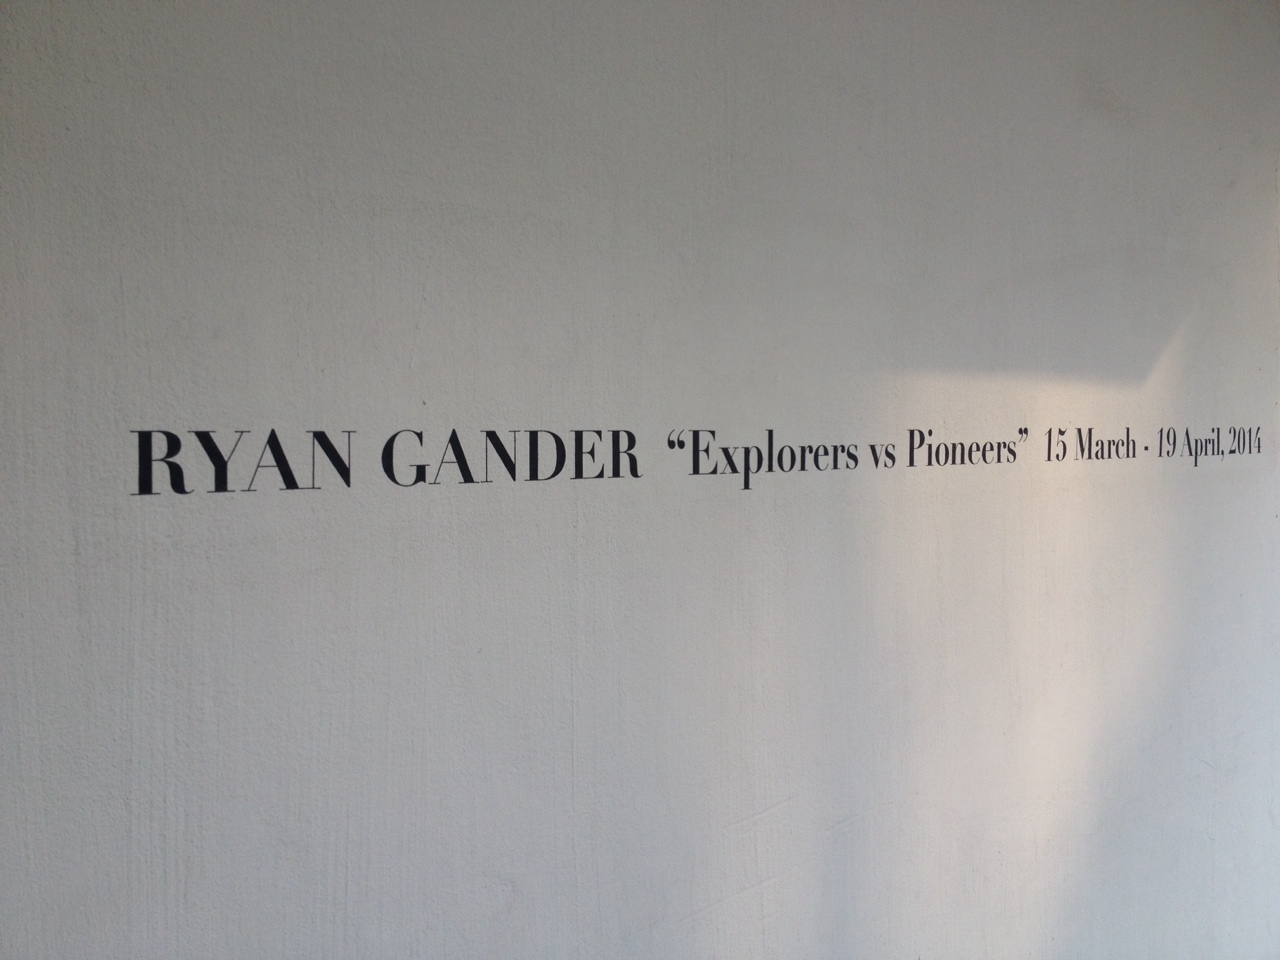 RYAN GANDER “Explorers vs Pioneers” 15 March - 19 April, 2014